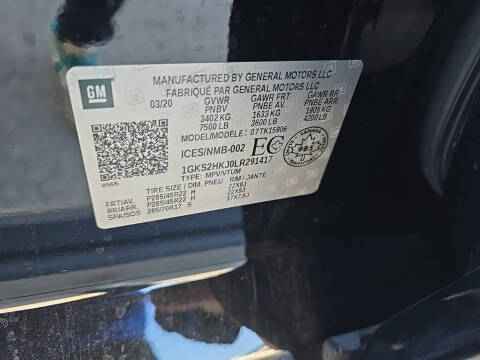 GM
MANUFACTURED BY GENERAL MOTORS LLC
FABRIQUÉ PAR GENERAL MOTORS LLC
03/20 GVWR GAWR FRT GAWR RR
PNBV PNBE AV. PNBE ARR.
3402 KG 1633 KG 1905 KG
7500 LB 3600 LB 4200 LB
MODEL/MODÈLE: 07TK15906
ICES/NMB-002 EC CANADA 985
1GKS2HKJ0LR291417
TYPE: MPV/VTUM
TIRE SIZE / DIM. PNEU RIM / JANTE
FRT/AV. P285/45R22 H 22X9J
RR/ARR. P285/45R22 H 22X9J
SPA/SOS: 265/70R17 S 17X7.5J